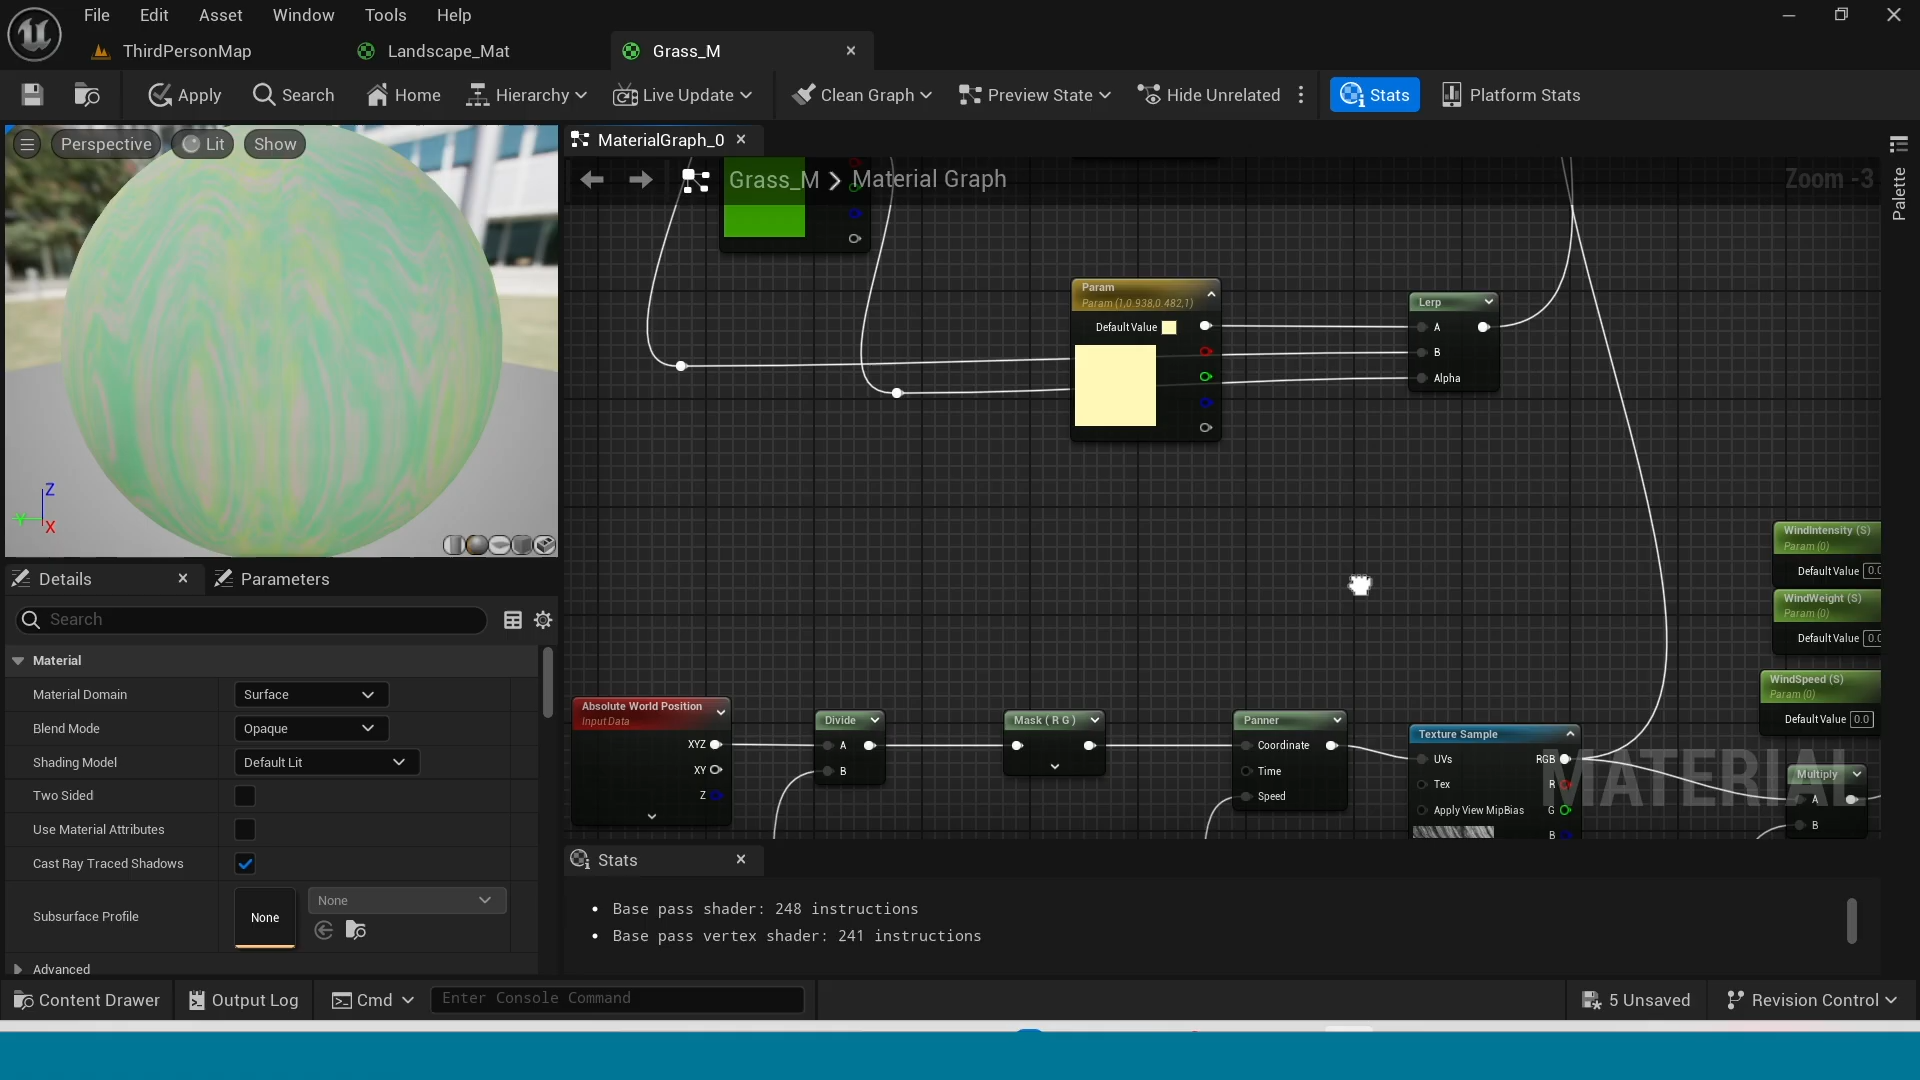 File Edit Asset Window Tools Help
ThirdPersonMap Landscape_Mat Grass_M
Apply Search Home Hierarchy Live Update Clean Graph Preview State Hide Unrelated Stats Platform Stats
Perspective Lit Show
MaterialGraph_0
Grass_M Material Graph
Zoom -3
Palette
Param
Param (1,0.938,0.482,1)
Default Value
Lerp
A
B
Alpha
Z
Y
X
WindIntensity (S)
Param (0)
Default Value 0.0
WindWeight (S)
Param (0)
Default Value 0.0
WindSpeed (S)
Param (0)
Default Value 0.0
Absolute World Position
Input Data
XYZ
XY
Z
Divide
A
B
Mask ( R G )
Panner
Coordinate
Time
Speed
Texture Sample
UVs RGB
Tex R
Apply View MipBias G
B
MATERIAL
Multiply
A
B
Details Parameters
Search
Material
Material Domain Surface
Blend Mode Opaque
Shading Model Default Lit
Two Sided
Use Material Attributes
Cast Ray Traced Shadows
Subsurface Profile None None
Advanced
Stats
• Base pass shader: 248 instructions
• Base pass vertex shader: 241 instructions
Content Drawer Output Log Cmd Enter Console Command 5 Unsaved Revision Control